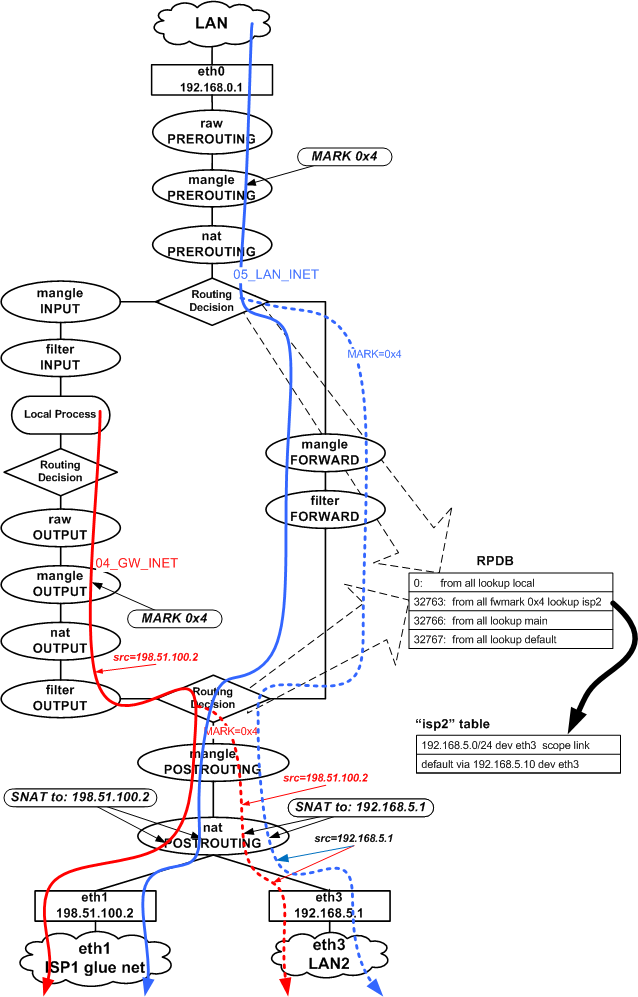 LAN
eth0
192.168.0.1
raw
PREROUTING
MARK 0x4
mangle
PREROUTING
nat
PREROUTING
05_LAN_INET
mangle
INPUT
Routing
Decision
MARK=0x4
filter
INPUT
Local Process
mangle
FORWARD
Routing
Decision
filter
FORWARD
raw
OUTPUT
04_GW_INET
RPDB
0: from all lookup local
32763: from all fwmark 0x4 lookup isp2
32766: from all lookup main
32767: from all lookup default
mangle
OUTPUT
MARK 0x4
nat
OUTPUT
src=198.51.100.2
filter
OUTPUT
Routing
Decision
MARK=0x4
“isp2” table
192.168.5.0/24 dev eth3 scope link
default via 192.168.5.10 dev eth3
mangle
POSTROUTING
src=198.51.100.2
SNAT to: 198.51.100.2
SNAT to: 192.168.5.1
nat
POSTROUTING
src=192.168.5.1
eth1
198.51.100.2
eth3
192.168.5.1
eth1
ISP1 glue net
eth3
LAN2